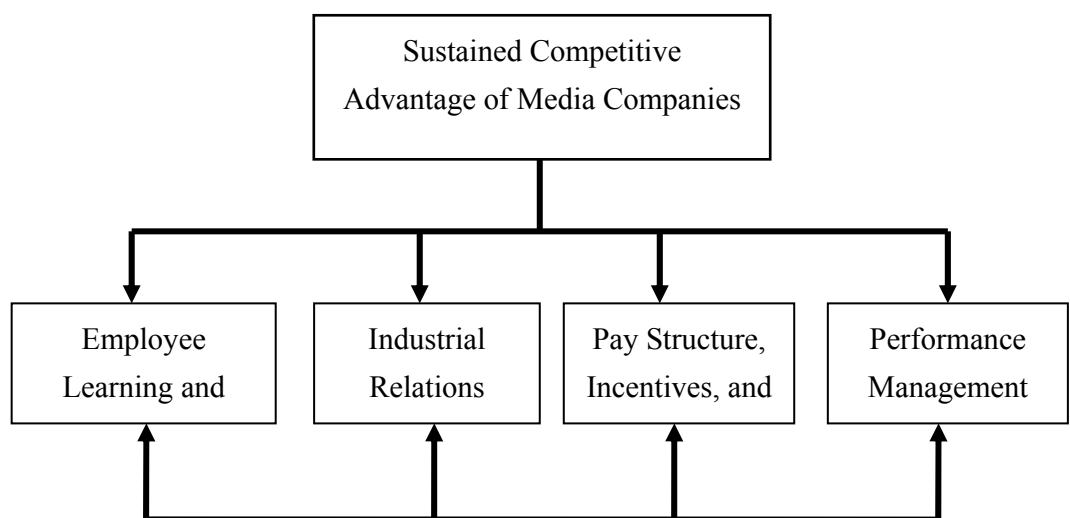 Sustained Competitive
Advantage of Media Companies
Employee
Learning and
Industrial
Relations
Pay Structure,
Incentives, and
Performance
Management